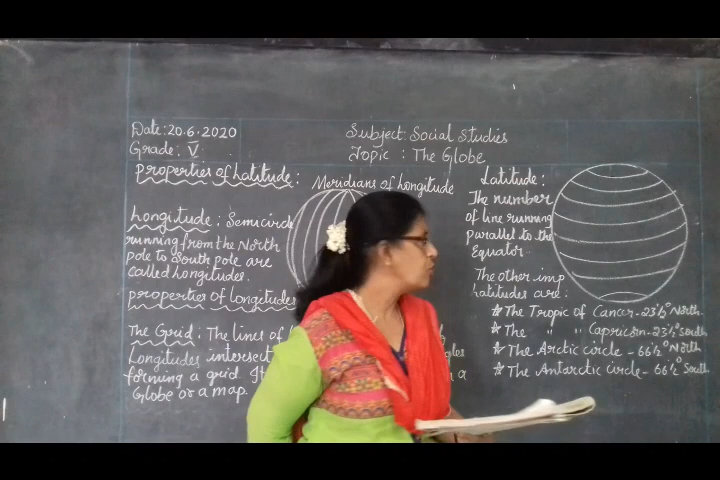 Date: 20.6.2020
Grade: V
Subject: Social Studies
Topic : The Globe
Properties of Latitude :
Meridians of Longitude
Longitude : Semicircle
running from the North
pole to South pole are
called longitudes.
properties of longitudes
The Grid : The lines of
Longitudes intersect
forming a grid. It a
Globe or a map.
Latitude :
The number
of line running
parallel to the
Equator.
The other imp
Latitudes are :
☆ The Tropic of Cancer - 23½° North
☆ The " " Capricorn - 23½° South
☆ The Arctic circle - 66½° North
☆ The Antarctic circle - 66½° South